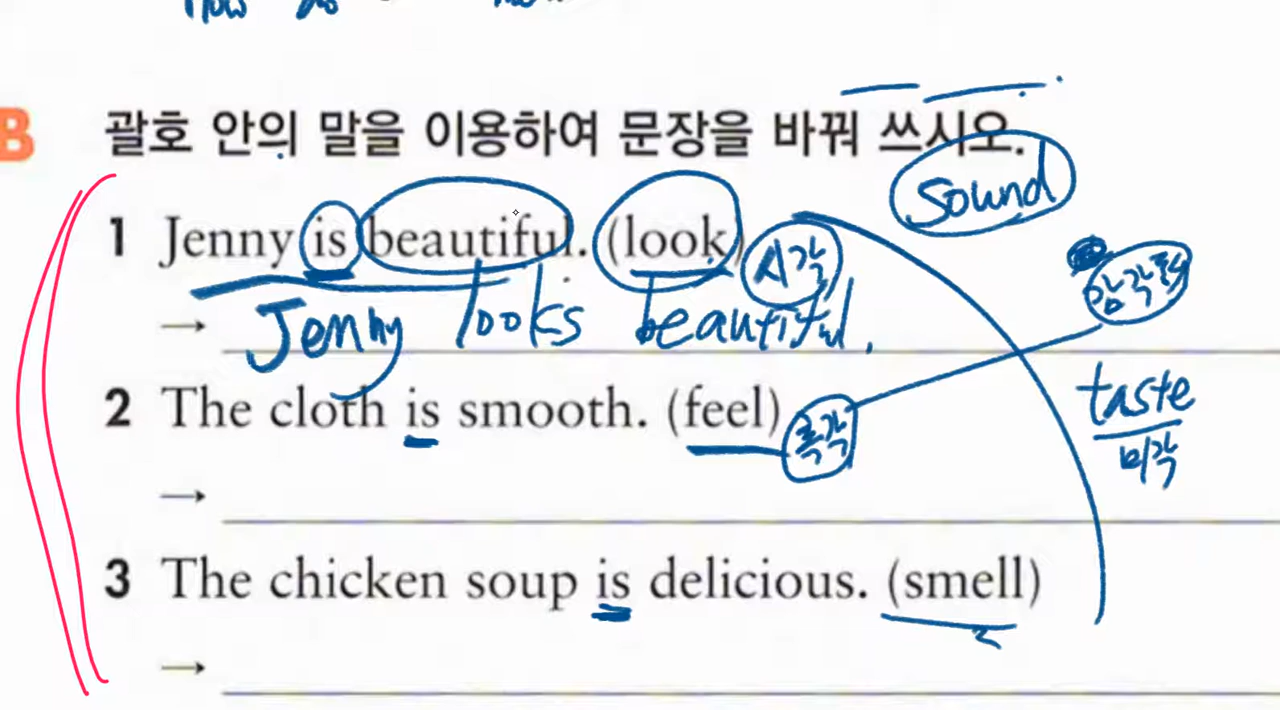 B 괄호 안의 말을 이용하여 문장을 바꿔 쓰시오.
sound
1 Jenny is beautiful. (look) 시각
감각동사
→ Jenny looks beautiful.
2 The cloth is smooth. (feel) 촉각
taste
미각
→
3 The chicken soup is delicious. (smell)
→